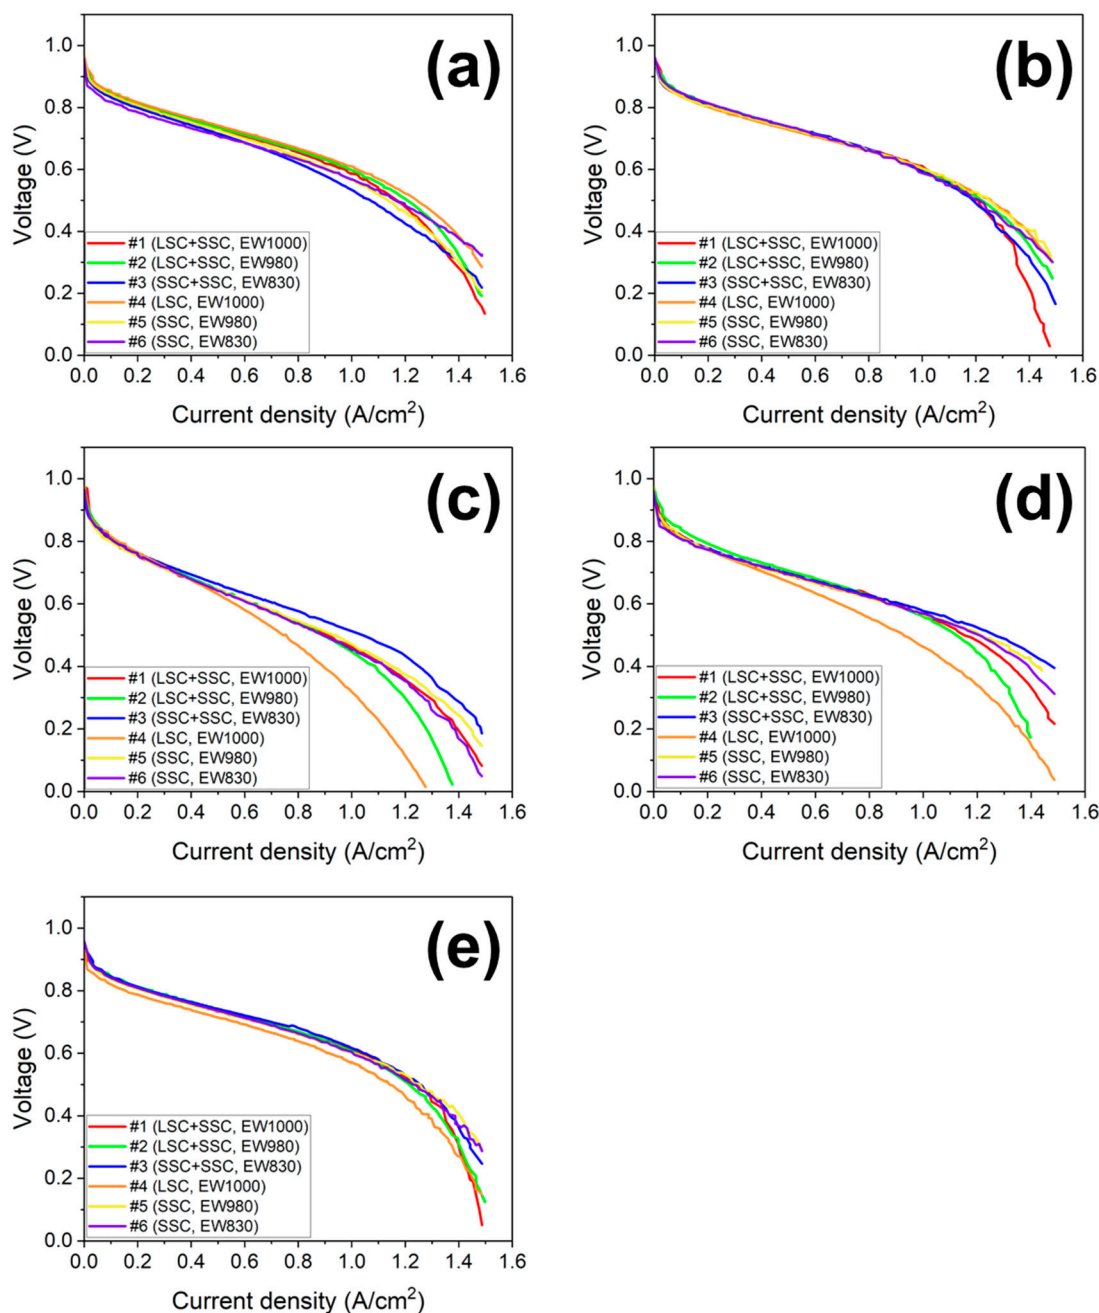 (a)
1.0
0.8
0.6
0.4
0.2
0.0
Voltage (V)
#1 (LSC+SSC, EW1000)
#2 (LSC+SSC, EW980)
#3 (SSC+SSC, EW830)
#4 (LSC, EW1000)
#5 (SSC, EW980)
#6 (SSC, EW830)
0.0 0.2 0.4 0.6 0.8 1.0 1.2 1.4 1.6
Current density (A/cm²)
(b)
1.0
0.8
0.6
0.4
0.2
0.0
Voltage (V)
#1 (LSC+SSC, EW1000)
#2 (LSC+SSC, EW980)
#3 (SSC+SSC, EW830)
#4 (LSC, EW1000)
#5 (SSC, EW980)
#6 (SSC, EW830)
0.0 0.2 0.4 0.6 0.8 1.0 1.2 1.4 1.6
Current density (A/cm²)
(c)
1.0
0.8
0.6
0.4
0.2
0.0
Voltage (V)
#1 (LSC+SSC, EW1000)
#2 (LSC+SSC, EW980)
#3 (SSC+SSC, EW830)
#4 (LSC, EW1000)
#5 (SSC, EW980)
#6 (SSC, EW830)
0.0 0.2 0.4 0.6 0.8 1.0 1.2 1.4 1.6
Current density (A/cm²)
(d)
1.0
0.8
0.6
0.4
0.2
0.0
Voltage (V)
#1 (LSC+SSC, EW1000)
#2 (LSC+SSC, EW980)
#3 (SSC+SSC, EW830)
#4 (LSC, EW1000)
#5 (SSC, EW980)
#6 (SSC, EW830)
0.0 0.2 0.4 0.6 0.8 1.0 1.2 1.4 1.6
Current density (A/cm²)
(e)
1.0
0.8
0.6
0.4
0.2
0.0
Voltage (V)
#1 (LSC+SSC, EW1000)
#2 (LSC+SSC, EW980)
#3 (SSC+SSC, EW830)
#4 (LSC, EW1000)
#5 (SSC, EW980)
#6 (SSC, EW830)
0.0 0.2 0.4 0.6 0.8 1.0 1.2 1.4 1.6
Current density (A/cm²)